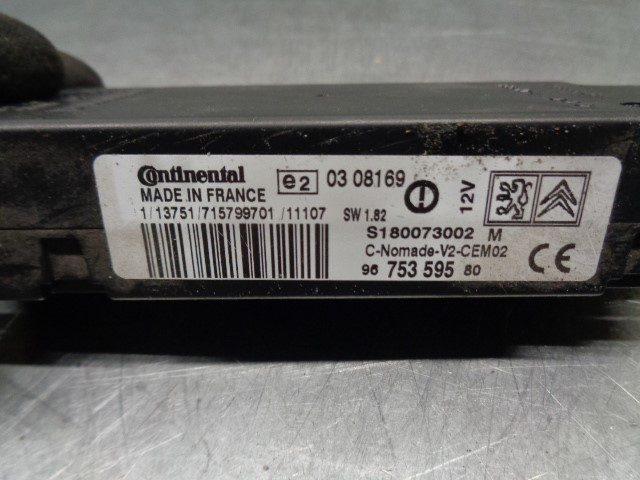 Continental
MADE IN FRANCE
e2 03 08169
12V
1/13751/715799701/11107 SW 1.82
S180073002 M
C-Nomade-V2-CEM02
96 753 595 80
CE